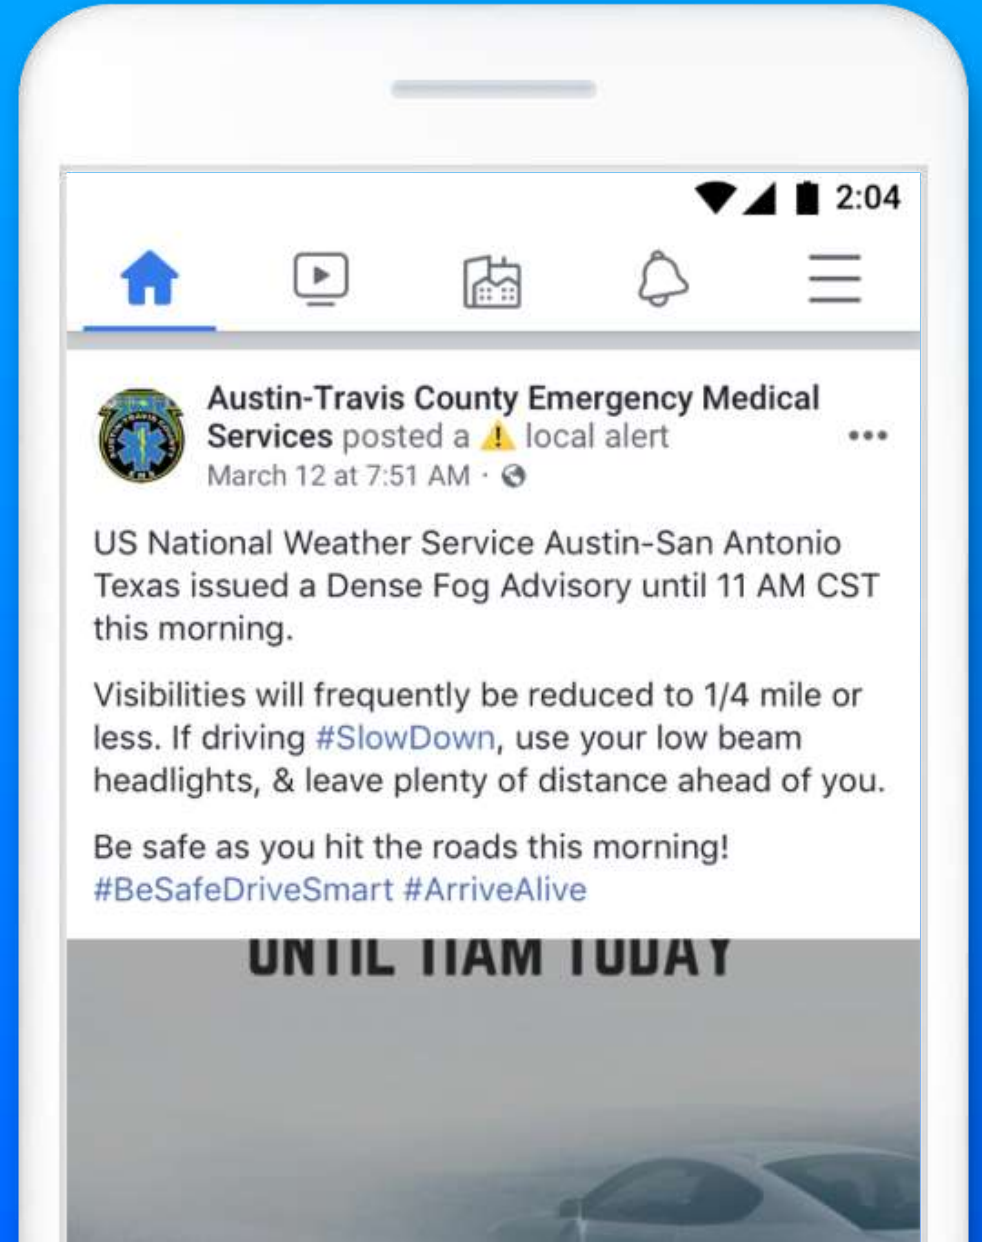 2:04
Austin-Travis County Emergency Medical
Services posted a ⚠ local alert
March 12 at 7:51 AM ·
US National Weather Service Austin-San Antonio
Texas issued a Dense Fog Advisory until 11 AM CST
this morning.
Visibilities will frequently be reduced to 1/4 mile or
less. If driving #SlowDown, use your low beam
headlights, & leave plenty of distance ahead of you.
Be safe as you hit the roads this morning!
#BeSafeDriveSmart #ArriveAlive
UNTIL 11AM TODAY